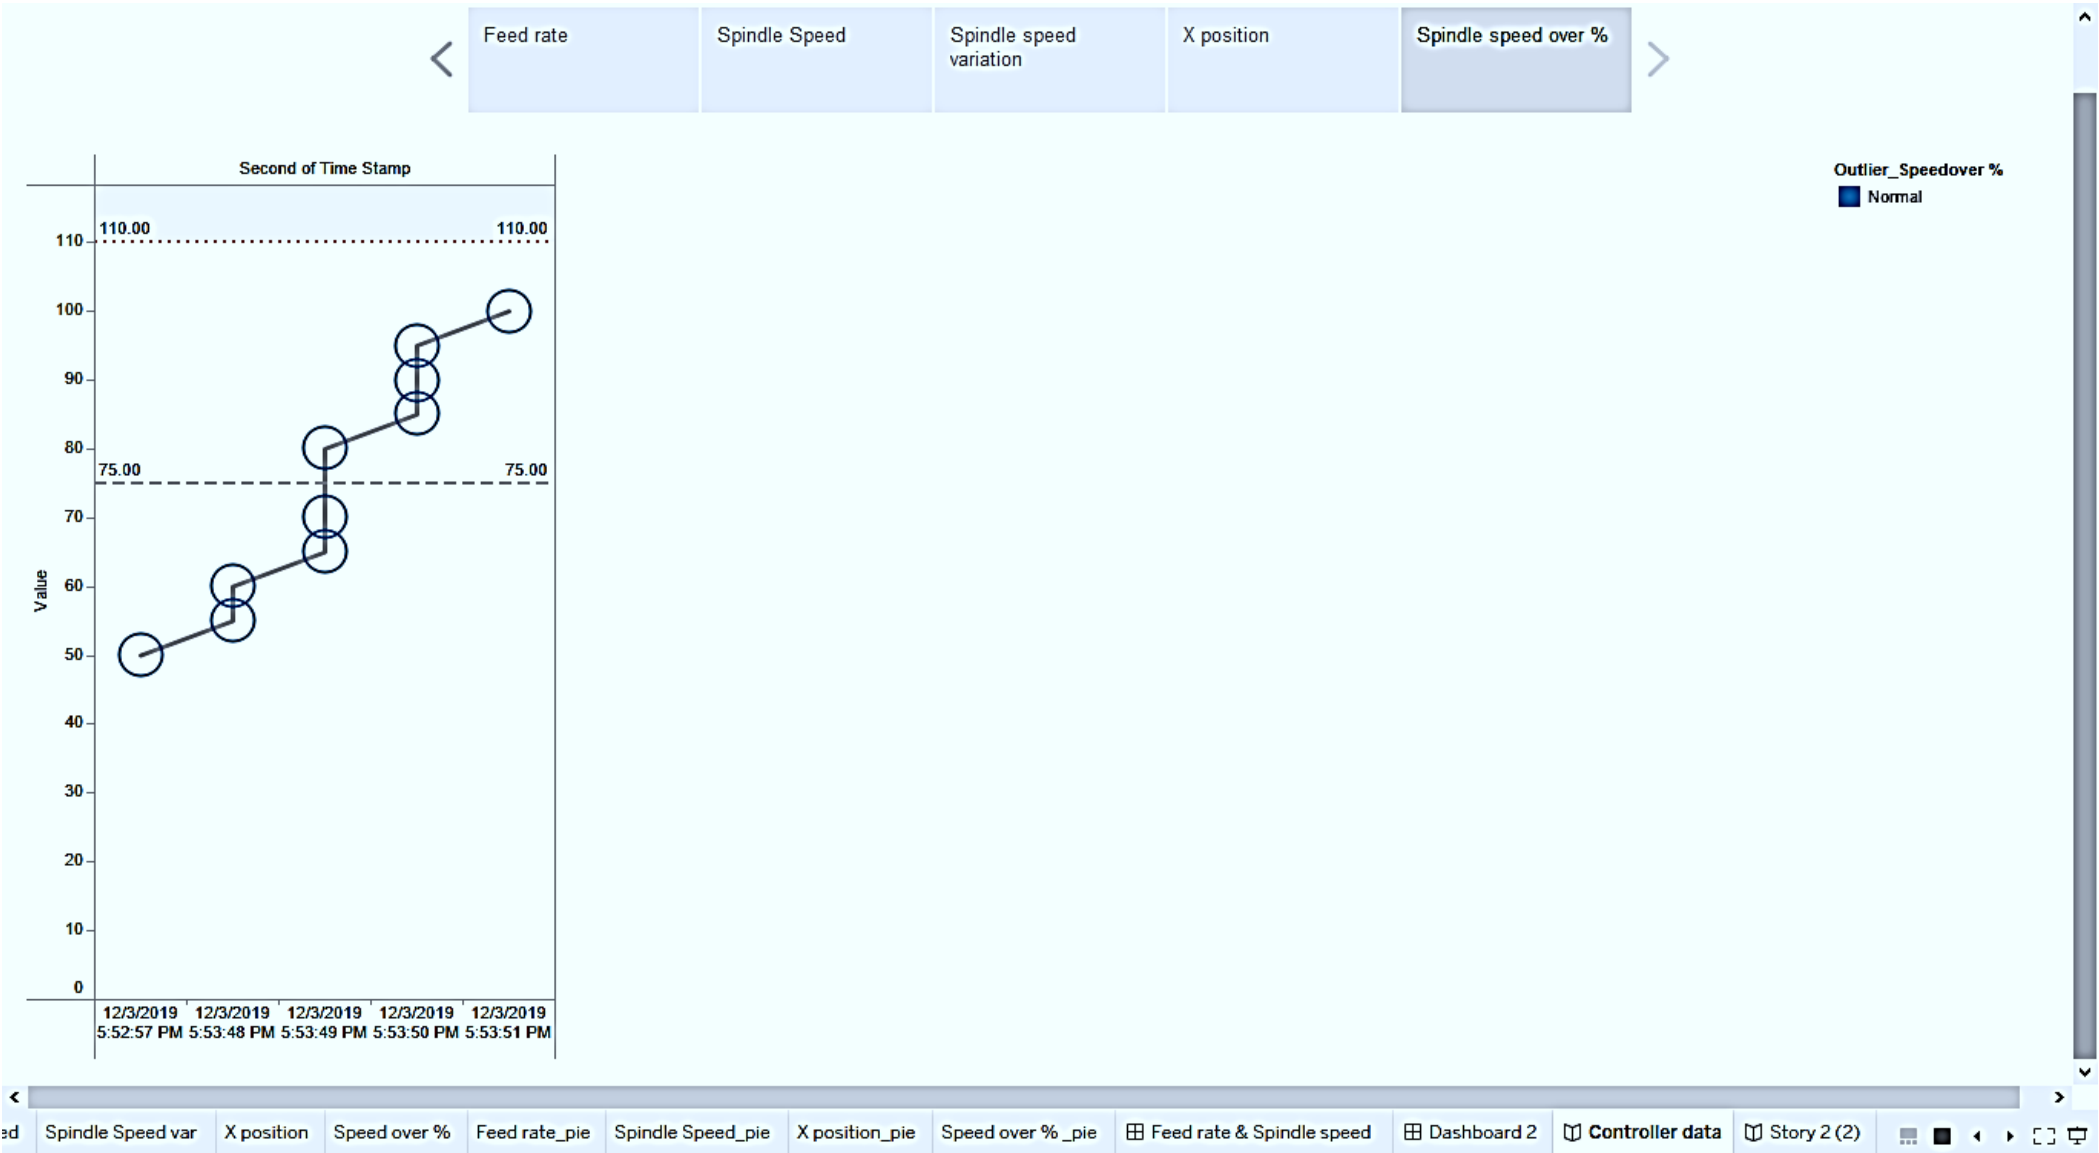 Feed rate
Spindle Speed
Spindle speed
variation
X position
Spindle speed over %
Second of Time Stamp
Outlier_Speedover %
Normal
110.00 110.00
110
100
90
80
75.00 75.00
70
60
50
40
30
20
10
0
Value
12/3/2019 12/3/2019 12/3/2019 12/3/2019 12/3/2019
5:52:57 PM 5:53:48 PM 5:53:49 PM 5:53:50 PM 5:53:51 PM
ed Spindle Speed var X position Speed over % Feed rate_pie Spindle Speed_pie X position_pie Speed over % _pie Feed rate & Spindle speed Dashboard 2 Controller data Story 2 (2)